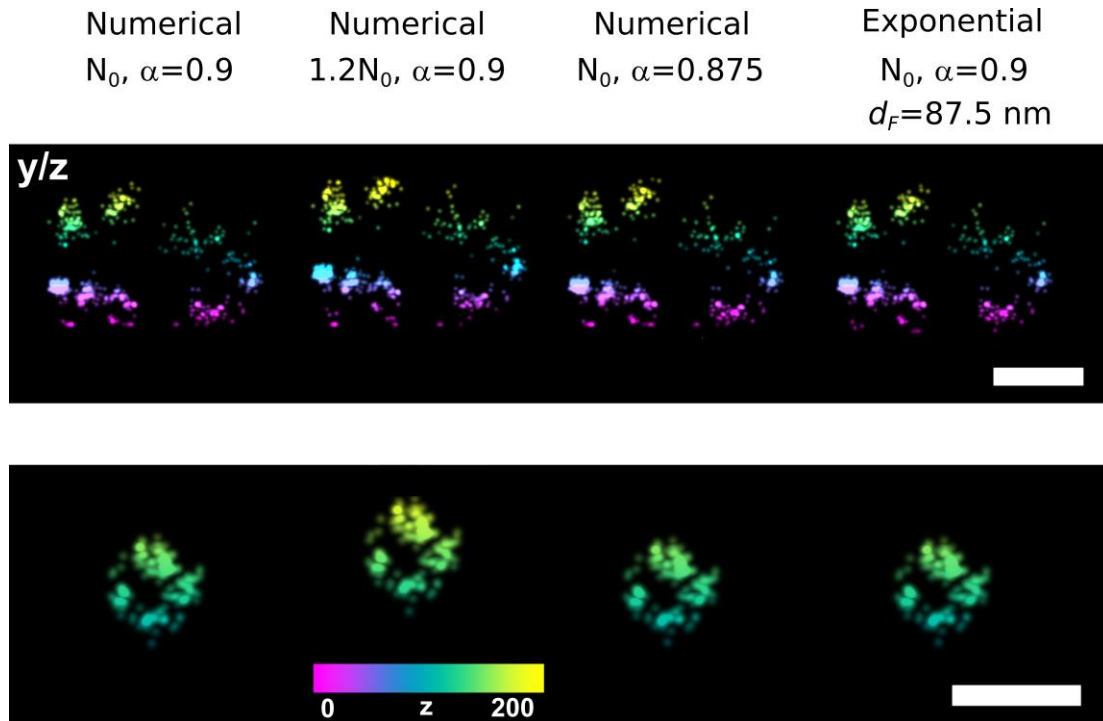 Numerical Numerical Numerical Exponential
N₀, α=0.9 1.2N₀, α=0.9 N₀, α=0.875 N₀, α=0.9
d_F=87.5 nm
y/z
0 z 200